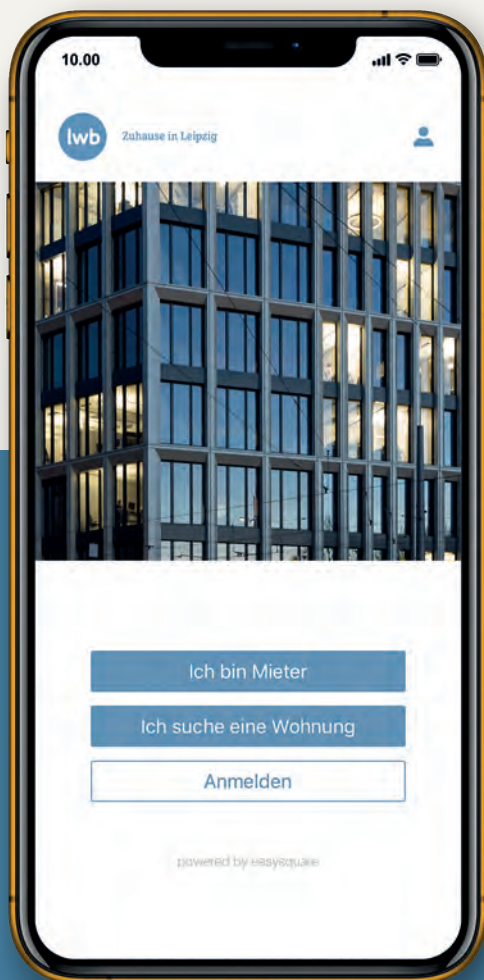 10.00
lwb Zuhause in Leipzig
Ich bin Mieter
Ich suche eine Wohnung
Anmelden
powered by easysquare